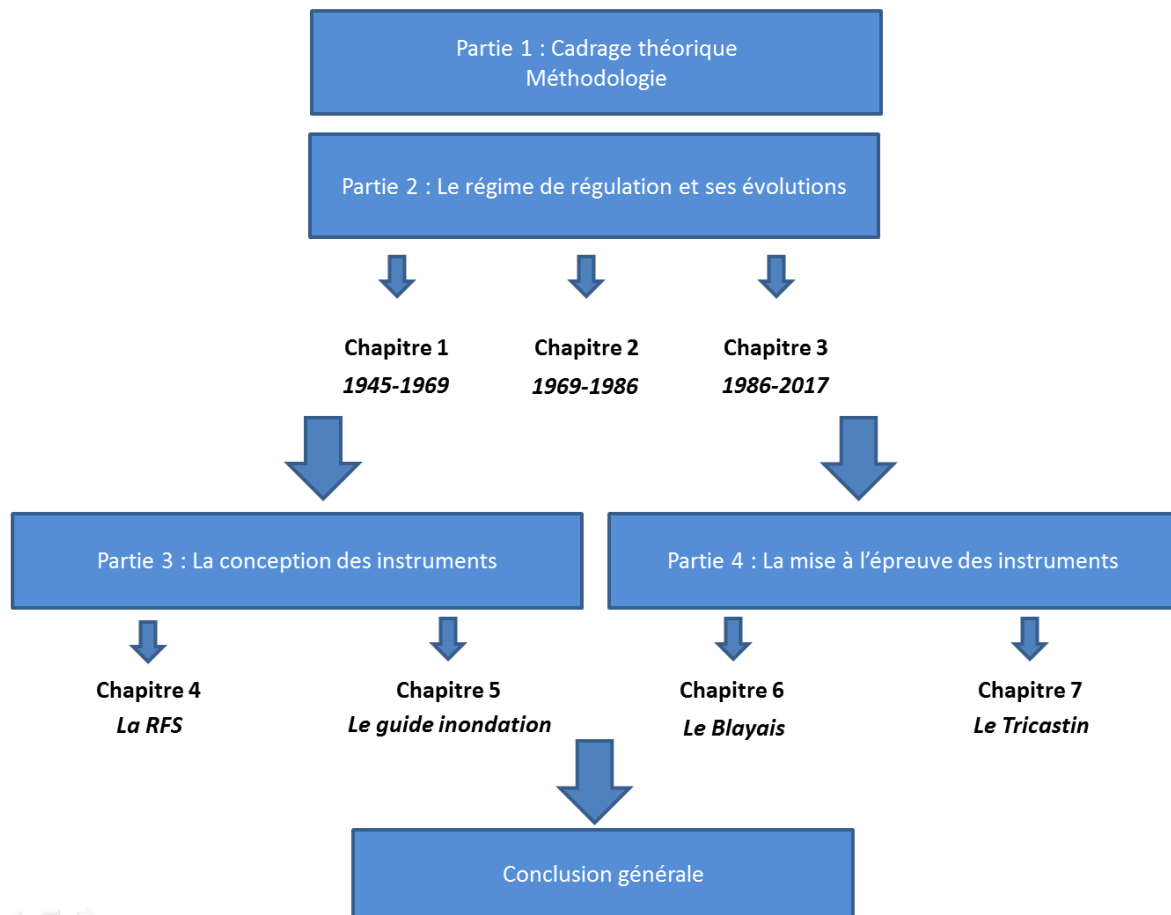 Partie 1 : Cadrage théorique
Méthodologie
Partie 2 : Le régime de régulation et ses évolutions
Chapitre 1
1945-1969
Chapitre 2
1969-1986
Chapitre 3
1986-2017
Partie 3 : La conception des instruments
Partie 4 : La mise à l’épreuve des instruments
Chapitre 4
La RFS
Chapitre 5
Le guide inondation
Chapitre 6
Le Blayais
Chapitre 7
Le Tricastin
Conclusion générale